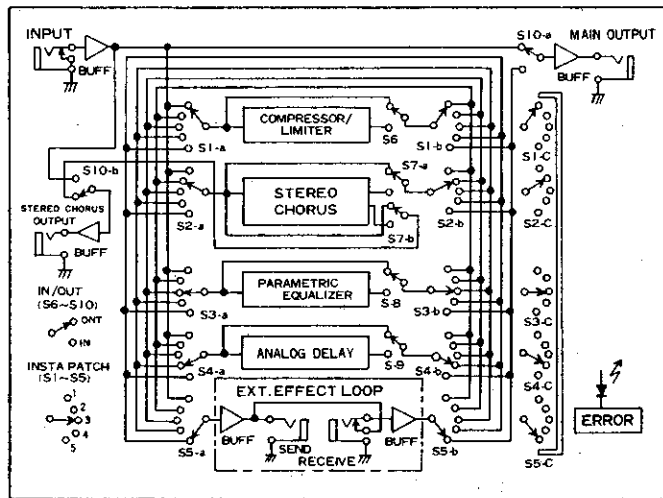 INPUT
BUFF
S10-a
MAIN OUTPUT
BUFF
COMPRESSOR/
LIMITER
S6
S1-a
S1-b
S1-C
S10-b
S7-a
STEREO
CHORUS
S7-b
S2-a
S2-b
S2-C
STEREO CHORUS
OUTPUT
BUFF
IN/OUT
(S6~S10)
ONT
IN
PARAMETRIC
EQUALIZER
S-8
S3-a
S3-b
S3-C
ANALOG DELAY
S-9
S4-a
S4-b
S4-C
INSTA PATCH
(S1~S5)
1
2
3
4
5
EXT. EFFECT LOOP
BUFF
SEND
RECEIVE
BUFF
S5-a
S5-b
S5-C
ERROR